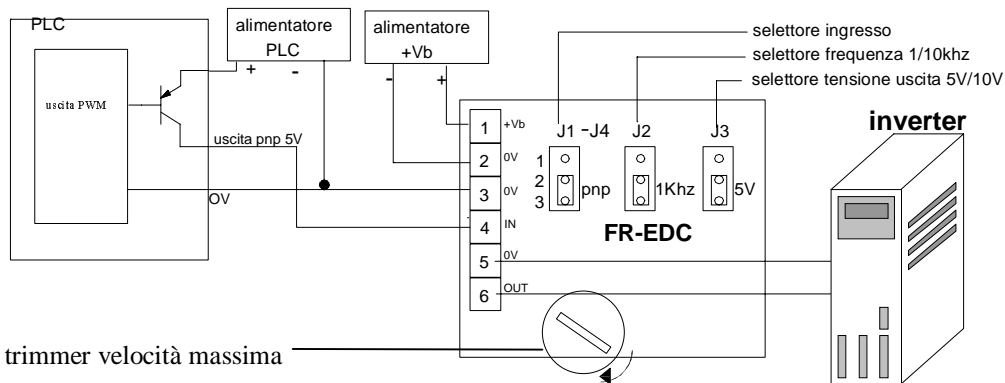 PLC
alimentatore
PLC
+ -
alimentatore
+Vb
- +
selettore ingresso
selettore frequenza 1/10khz
selettore tensione uscita 5V/10V
uscita PWM
uscita pnp 5V
OV
1 +Vb
2 0V
3 0V
4 IN
5 0V
6 OUT
J1 -J4 J2 J3
1
2
3
pnp
1Khz
5V
FR-EDC
inverter
trimmer velocità massima